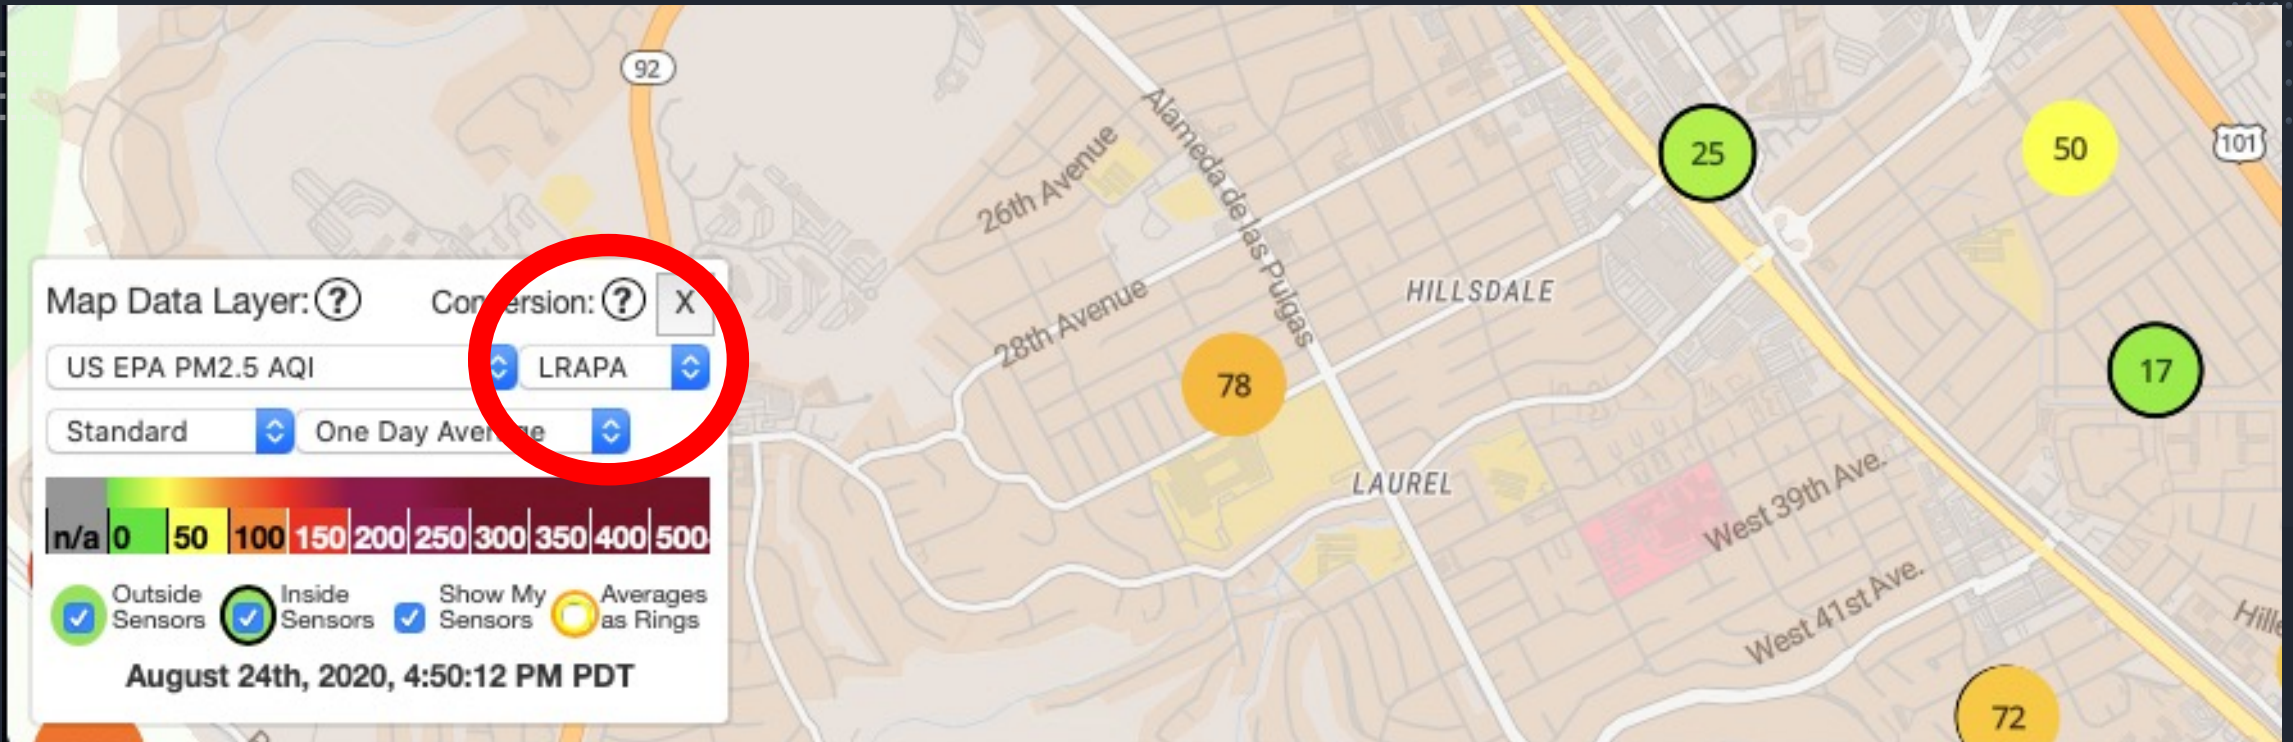 92
Alameda de las Pulgas
26th Avenue
25
50
101
Map Data Layer: ?
Conversion: ?
X
28th Avenue
HILLSDALE
US EPA PM2.5 AQI
LRAPA
78
17
Standard
One Day Average
LAUREL
West 39th Ave.
n/a 0 50 100 150 200 250 300 350 400 500
West 41st Ave.
Outside
Sensors
Inside
Sensors
Show My
Sensors
Averages
as Rings
August 24th, 2020, 4:50:12 PM PDT
72